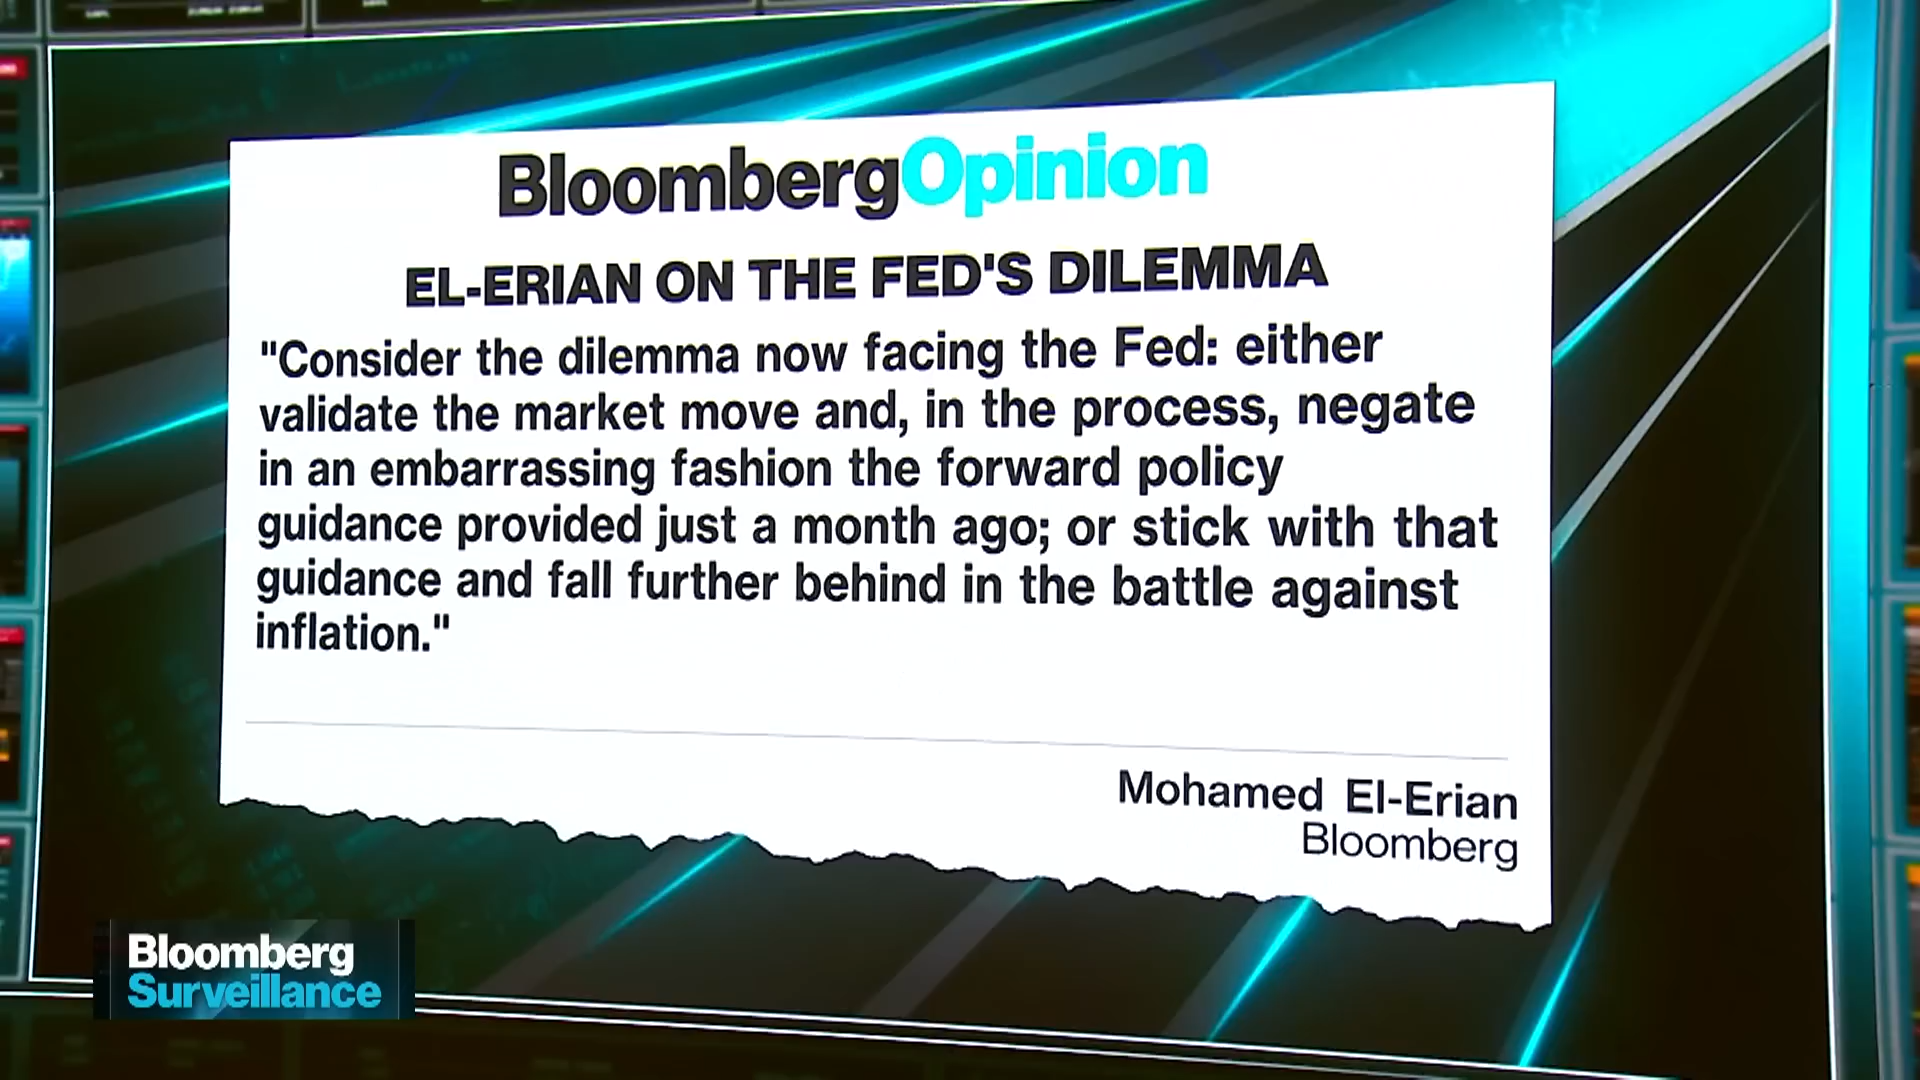 BloombergOpinion
EL-ERIAN ON THE FED'S DILEMMA
"Consider the dilemma now facing the Fed: either
validate the market move and, in the process, negate
in an embarrassing fashion the forward policy
guidance provided just a month ago; or stick with that
guidance and fall further behind in the battle against
inflation."
Mohamed El-Erian
Bloomberg
Bloomberg
Surveillance